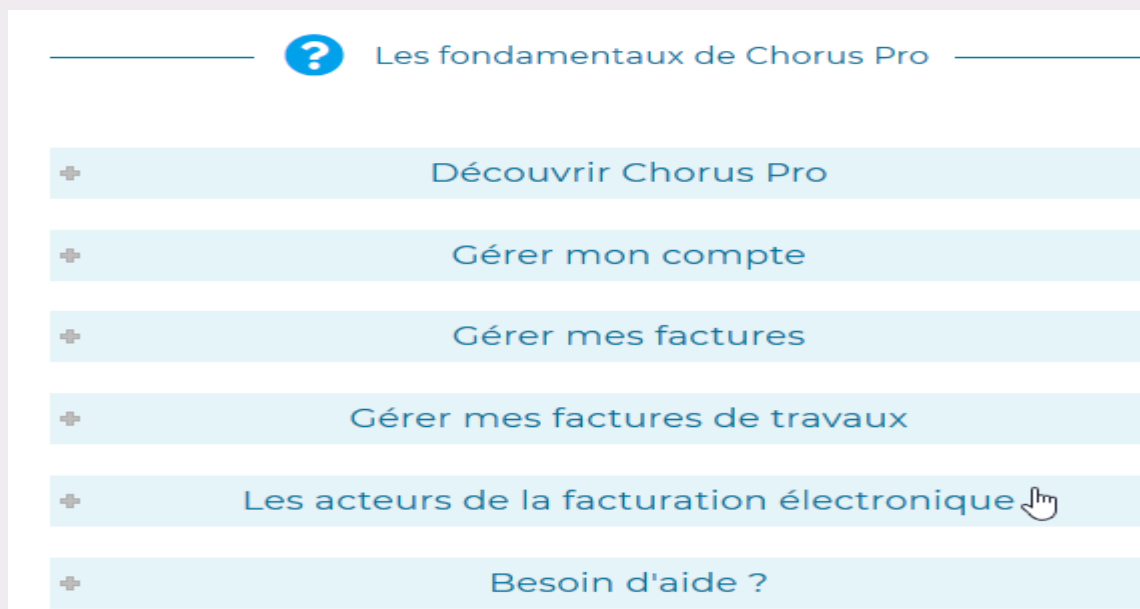 Les fondamentaux de Chorus Pro
Découvrir Chorus Pro
Gérer mon compte
Gérer mes factures
Gérer mes factures de travaux
Les acteurs de la facturation électronique
Besoin d'aide ?